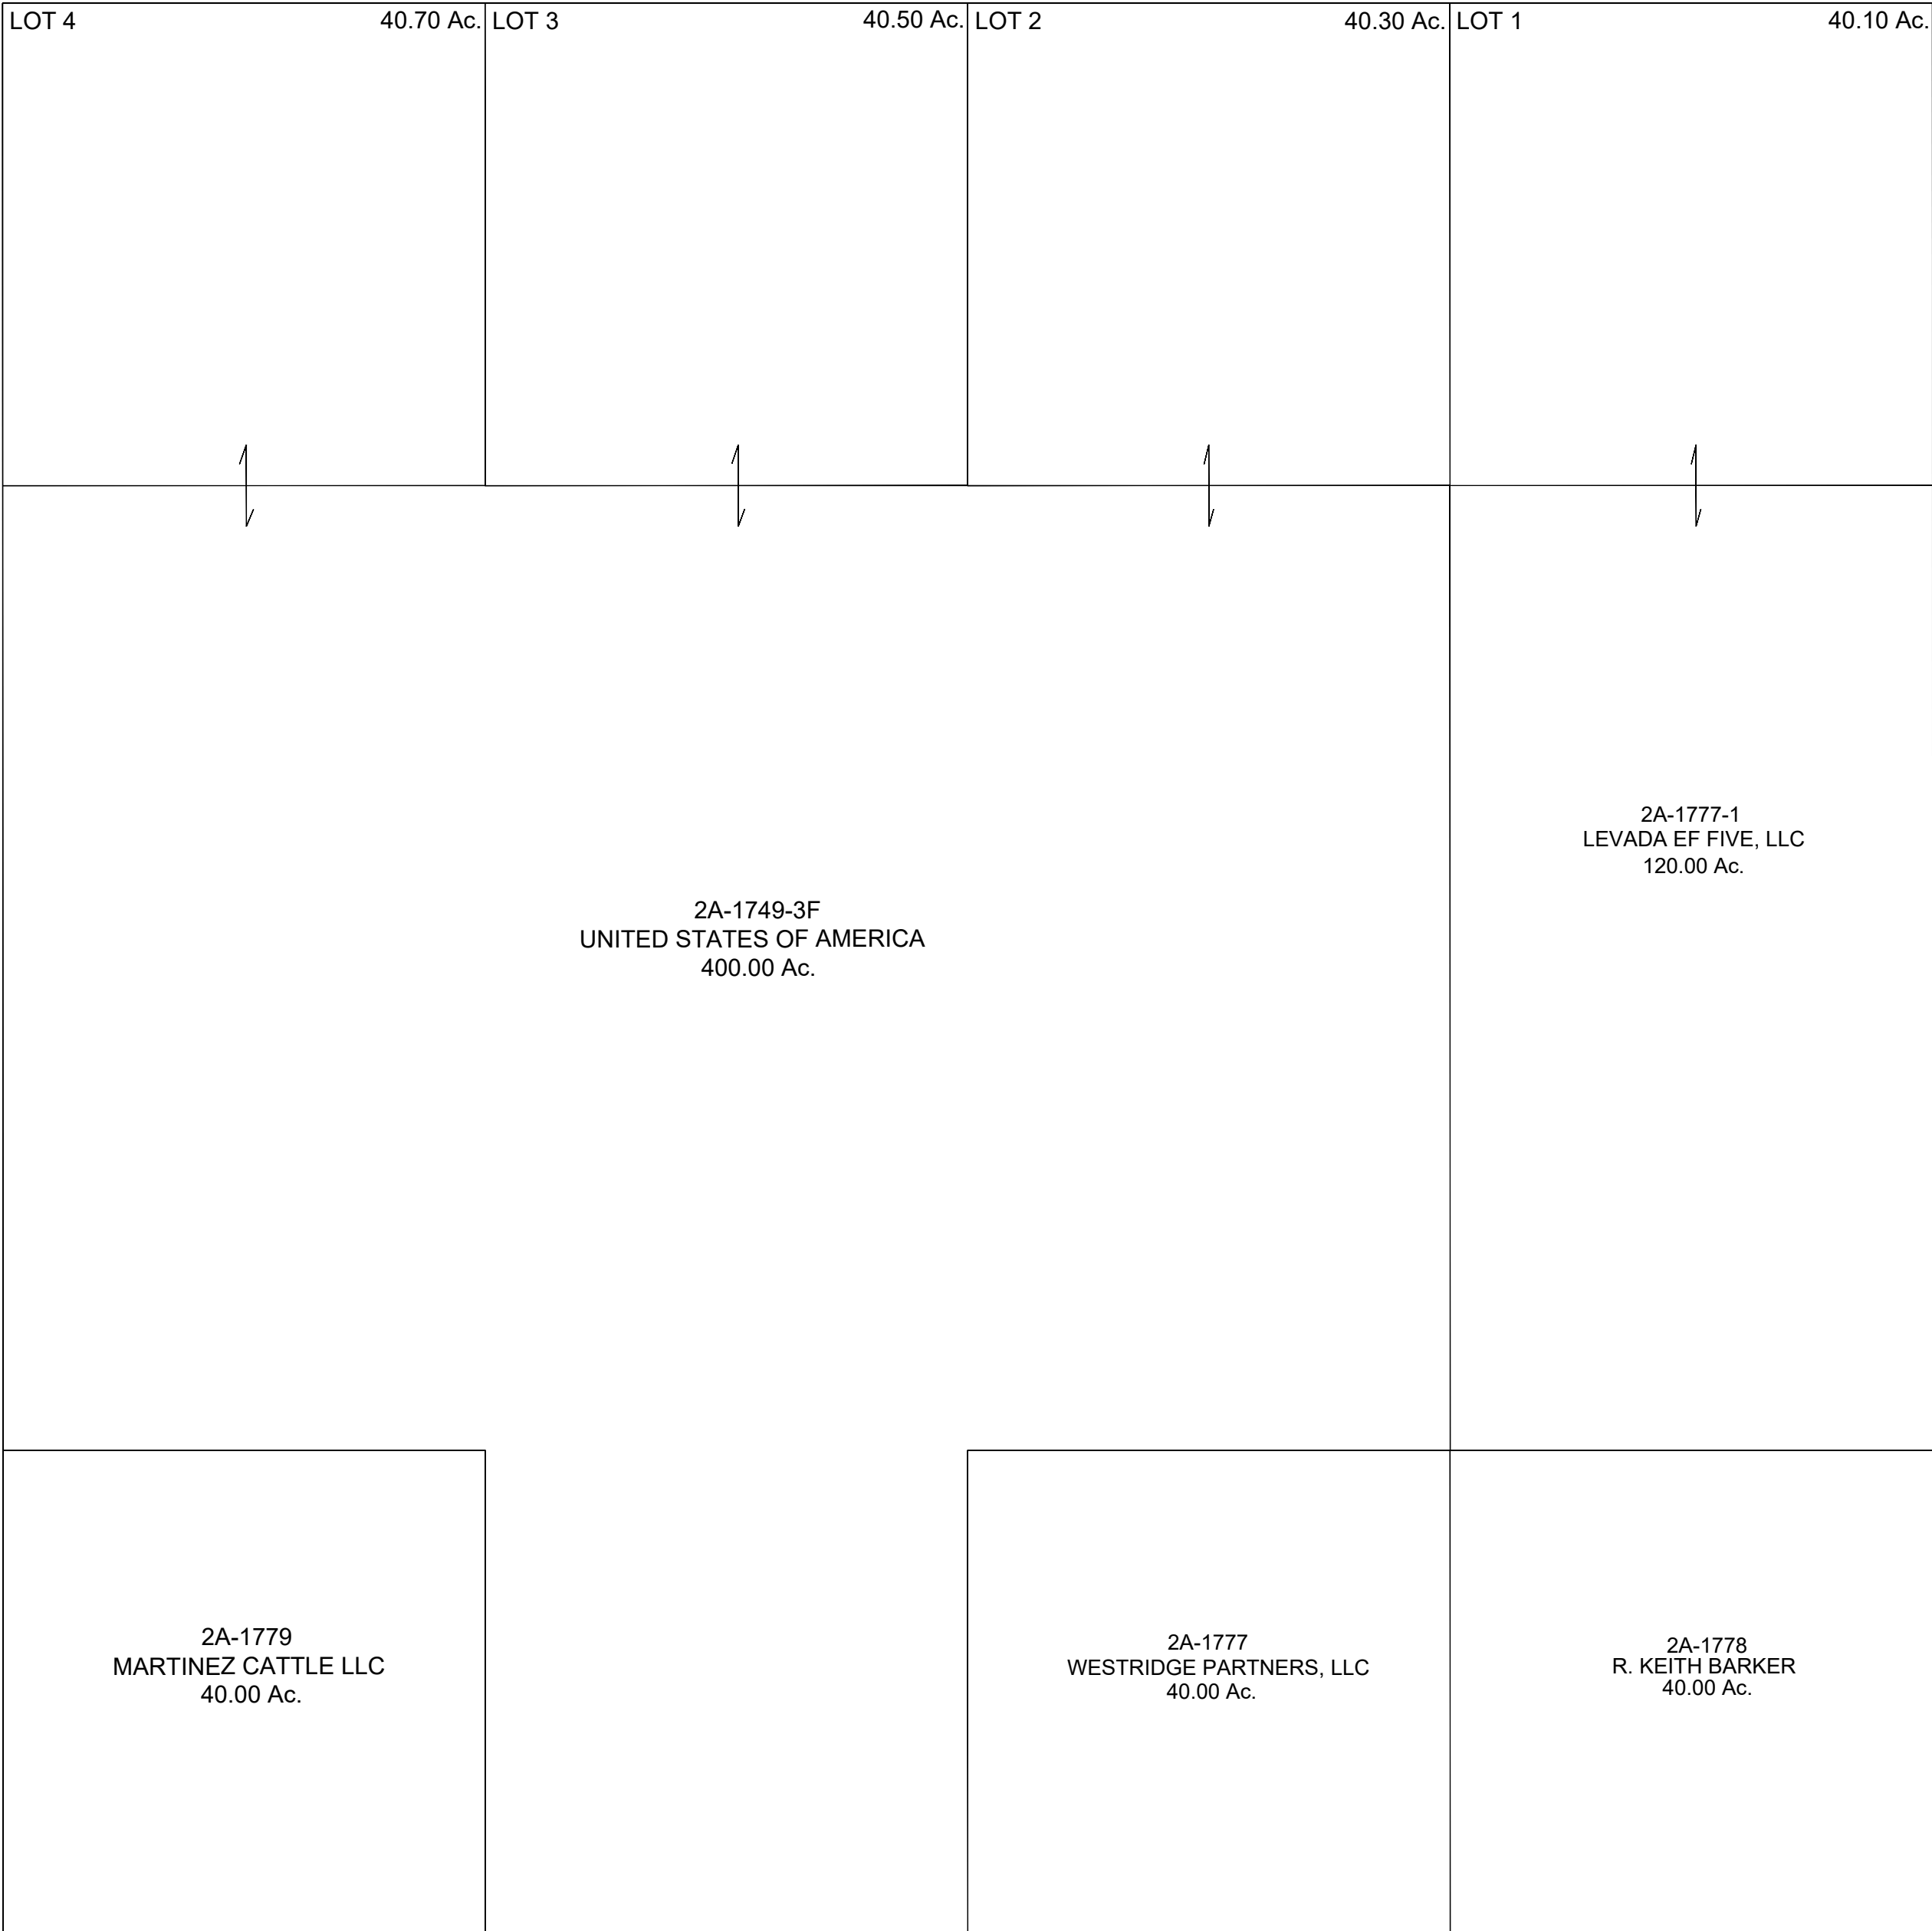 LOT 4 40.70 Ac. LOT 3 40.50 Ac. LOT 2 40.30 Ac. LOT 1 40.10 Ac.
2A-1777-1
LEVADA EF FIVE, LLC
120.00 Ac.
2A-1749-3F
UNITED STATES OF AMERICA
400.00 Ac.
2A-1779
MARTINEZ CATTLE LLC
40.00 Ac.
2A-1777
WESTRIDGE PARTNERS, LLC
40.00 Ac.
2A-1778
R. KEITH BARKER
40.00 Ac.